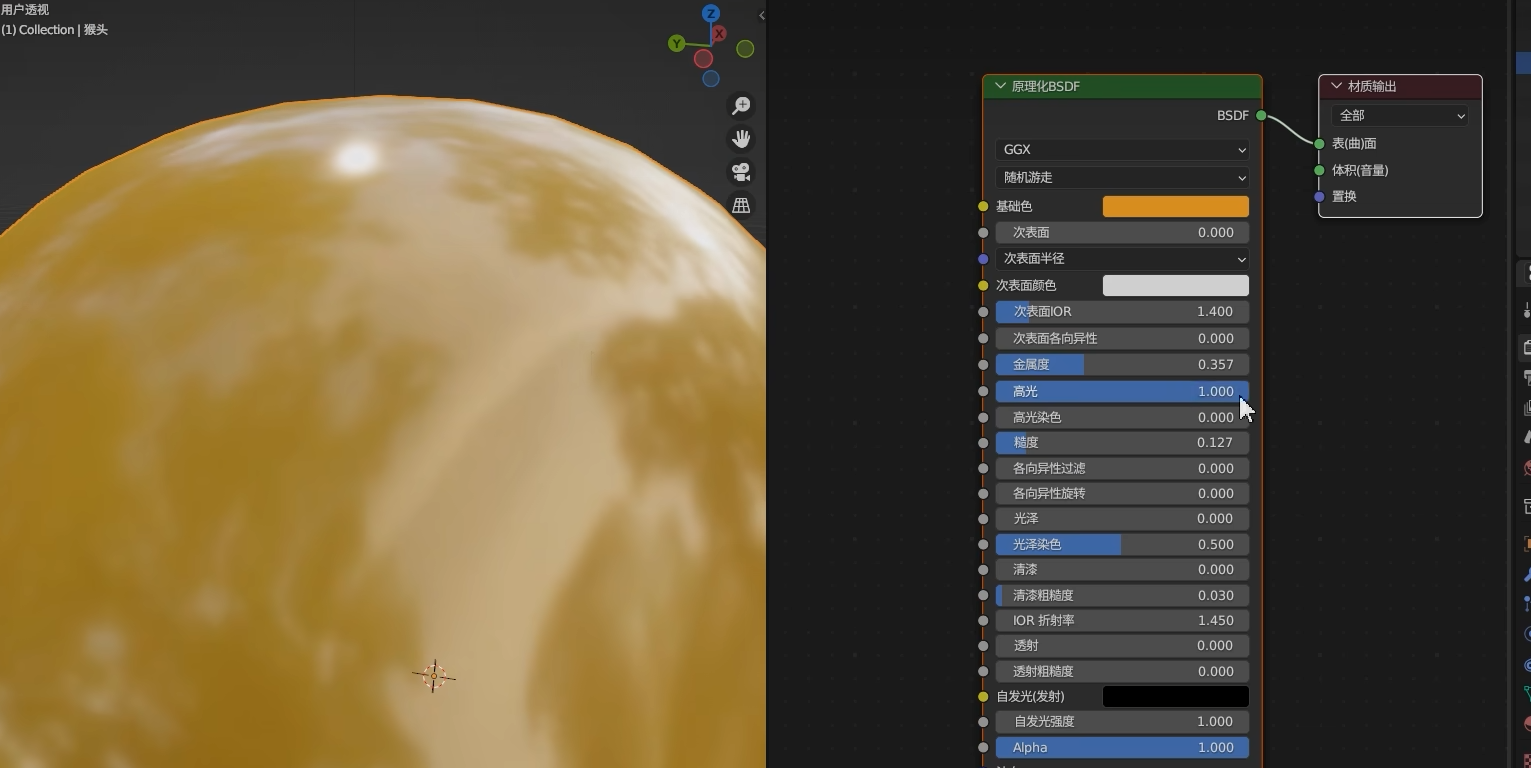 用户透视
(1) Collection | 猴头
Z
X
Y
原理化BSDF
BSDF
GGX
随机游走
基础色
次表面 0.000
次表面半径
次表面颜色
次表面IOR 1.400
次表面各向异性 0.000
金属度 0.357
高光 1.000
高光染色 0.000
糙度 0.127
各向异性过滤 0.000
各向异性旋转 0.000
光泽 0.000
光泽染色 0.500
清漆 0.000
清漆粗糙度 0.030
IOR 折射率 1.450
透射 0.000
透射粗糙度 0.000
自发光(发射)
自发光强度 1.000
Alpha 1.000
材质输出
全部
表(曲)面
体积(音量)
置换